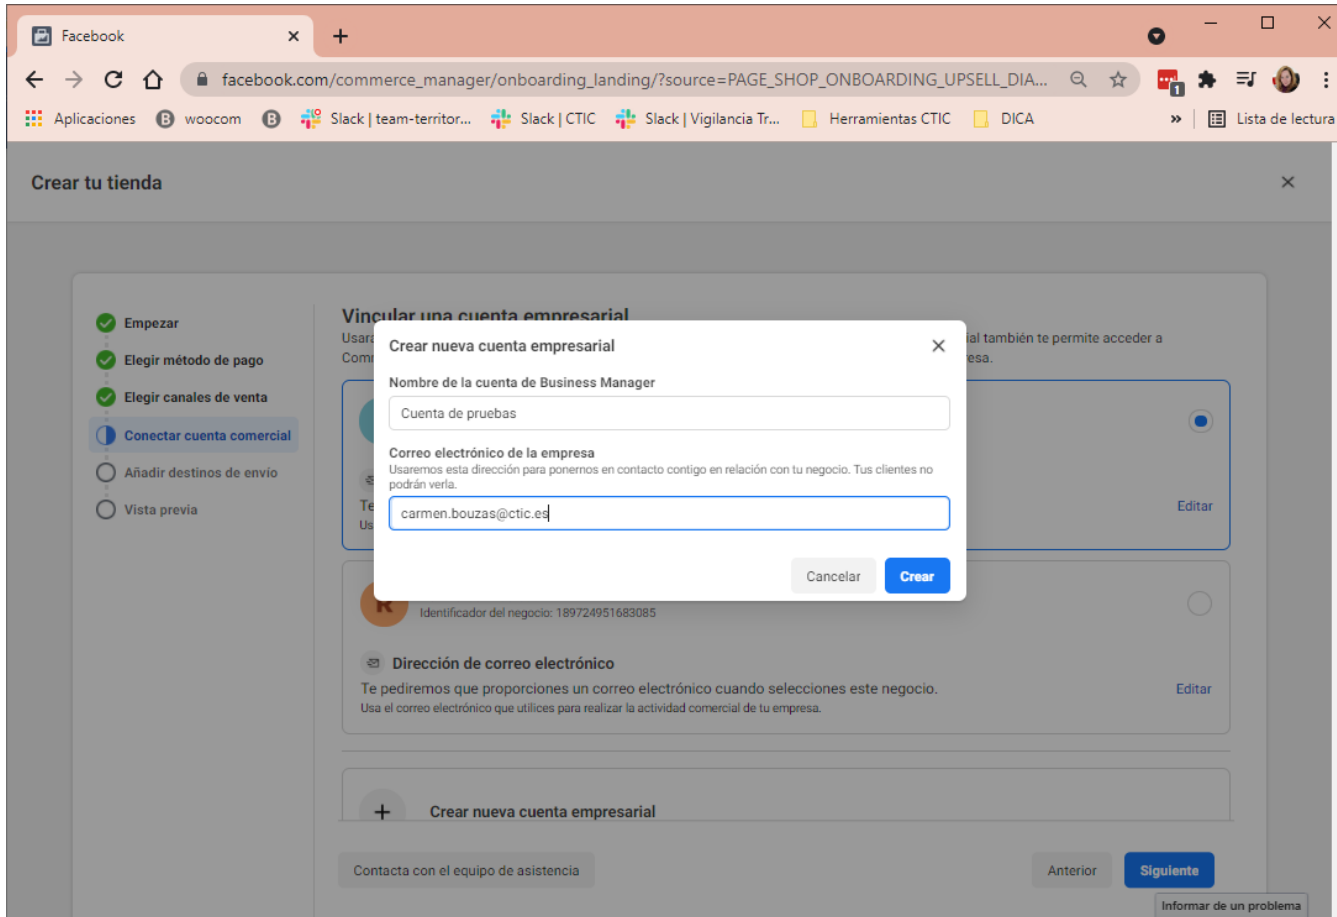 Facebook
facebook.com/commerce_manager/onboarding_landing/?source=PAGE_SHOP_ONBOARDING_UPSELL_DIA...
1
Aplicaciones
woocom
Slack | team-territor...
Slack | CTIC
Slack | Vigilancia Tr...
Herramientas CTIC
DICA
»
Lista de lectura
Crear tu tienda
Empezar
Elegir método de pago
Elegir canales de venta
Conectar cuenta comercial
Añadir destinos de envío
Vista previa
Vincular una cuenta empresarial
ial también te permite acceder a
Crear nueva cuenta empresarial
Nombre de la cuenta de Business Manager
Cuenta de pruebas
Correo electrónico de la empresa
Usaremos esta dirección para ponernos en contacto contigo en relación con tu negocio. Tus clientes no
podrán verla.
carmen.bouzas@ctic.es
Te
Us
Editar
Cancelar
Crear
R
Identificador del negocio: 189724951683085
Dirección de correo electrónico
Te pediremos que proporciones un correo electrónico cuando selecciones este negocio.
Editar
Usa el correo electrónico que utilices para realizar la actividad comercial de tu empresa.
Crear nueva cuenta empresarial
Contacta con el equipo de asistencia
Anterior
Siguiente
Informar de un problema